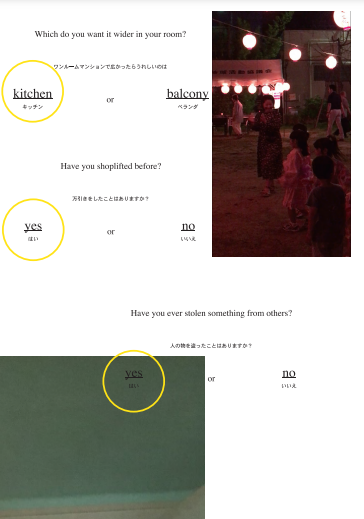 Which do you want it wider in your room?
ワンルームマンションで広かったらうれしいのは
kitchen or balcony
キッチン ベランダ
Have you shoplifted before?
万引きをしたことはありますか？
yes or no
はい いいえ
Have you ever stolen something from others?
人の物を盗ったことはありますか？
yes or no
はい いいえ